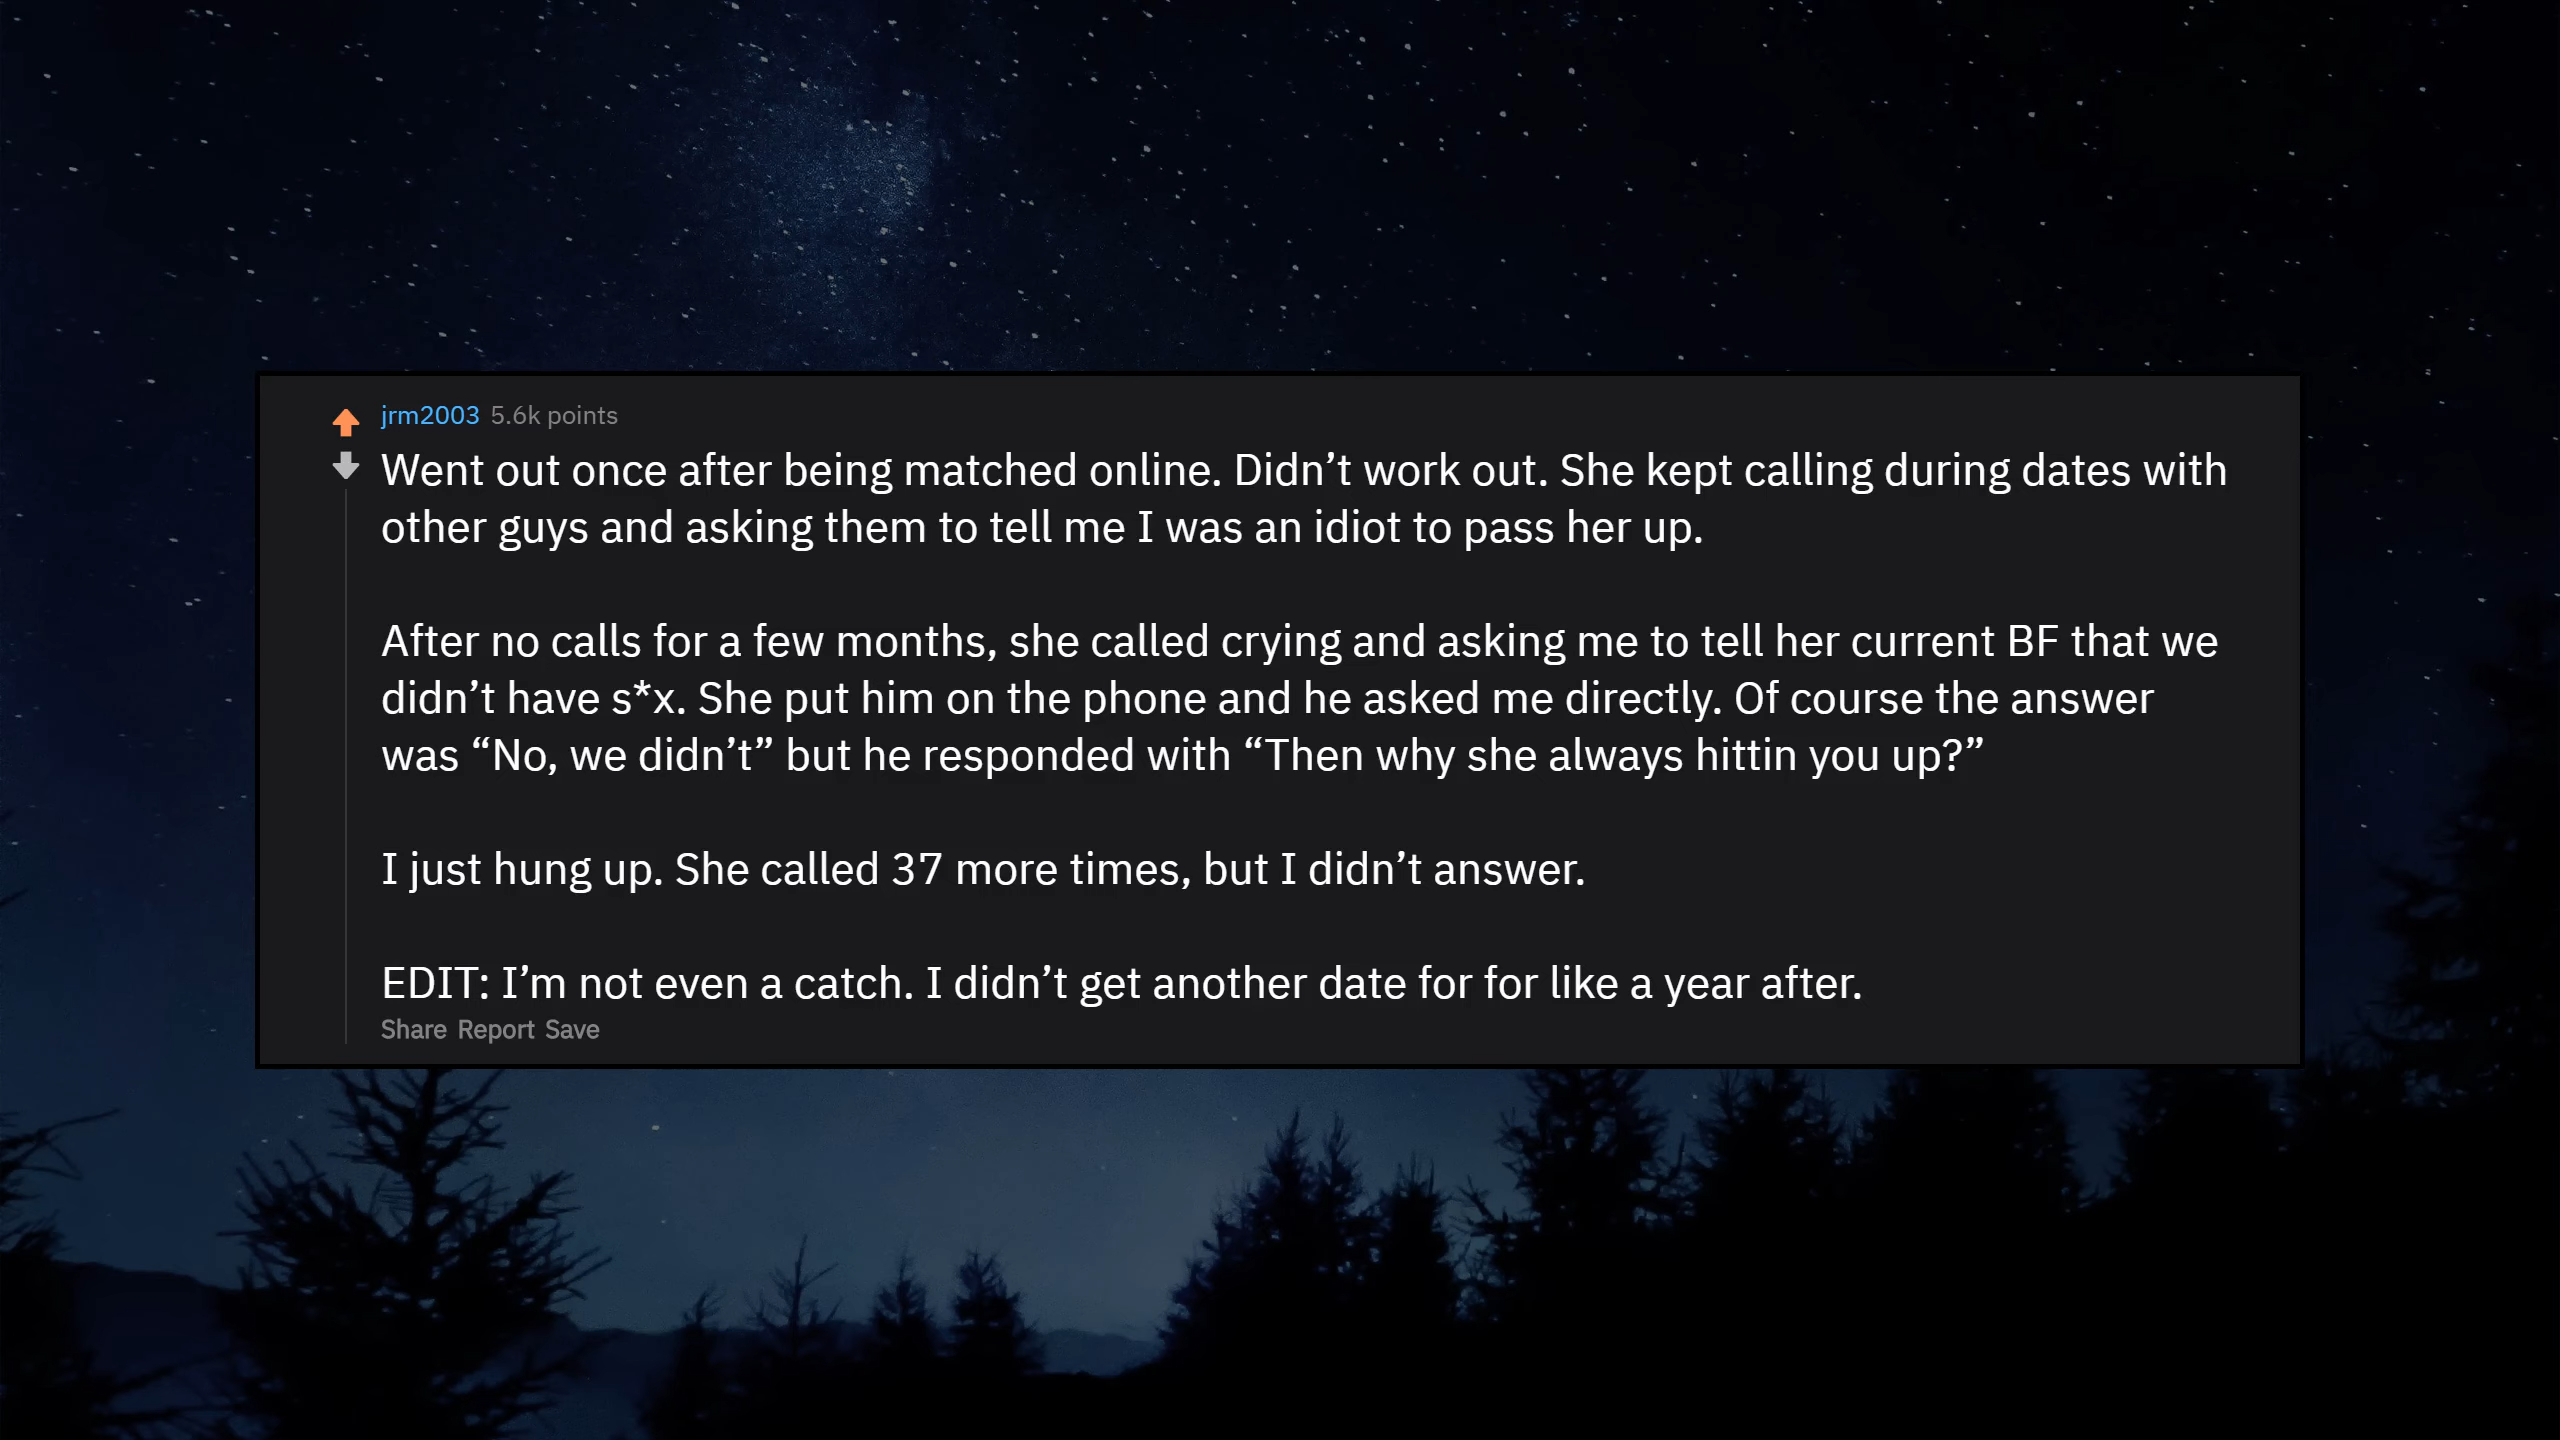 jrm2003 5.6k points
Went out once after being matched online. Didn’t work out. She kept calling during dates with
other guys and asking them to tell me I was an idiot to pass her up.
After no calls for a few months, she called crying and asking me to tell her current BF that we
didn’t have s*x. She put him on the phone and he asked me directly. Of course the answer
was “No, we didn’t” but he responded with “Then why she always hittin you up?”
I just hung up. She called 37 more times, but I didn’t answer.
EDIT: I’m not even a catch. I didn’t get another date for for like a year after.
Share Report Save